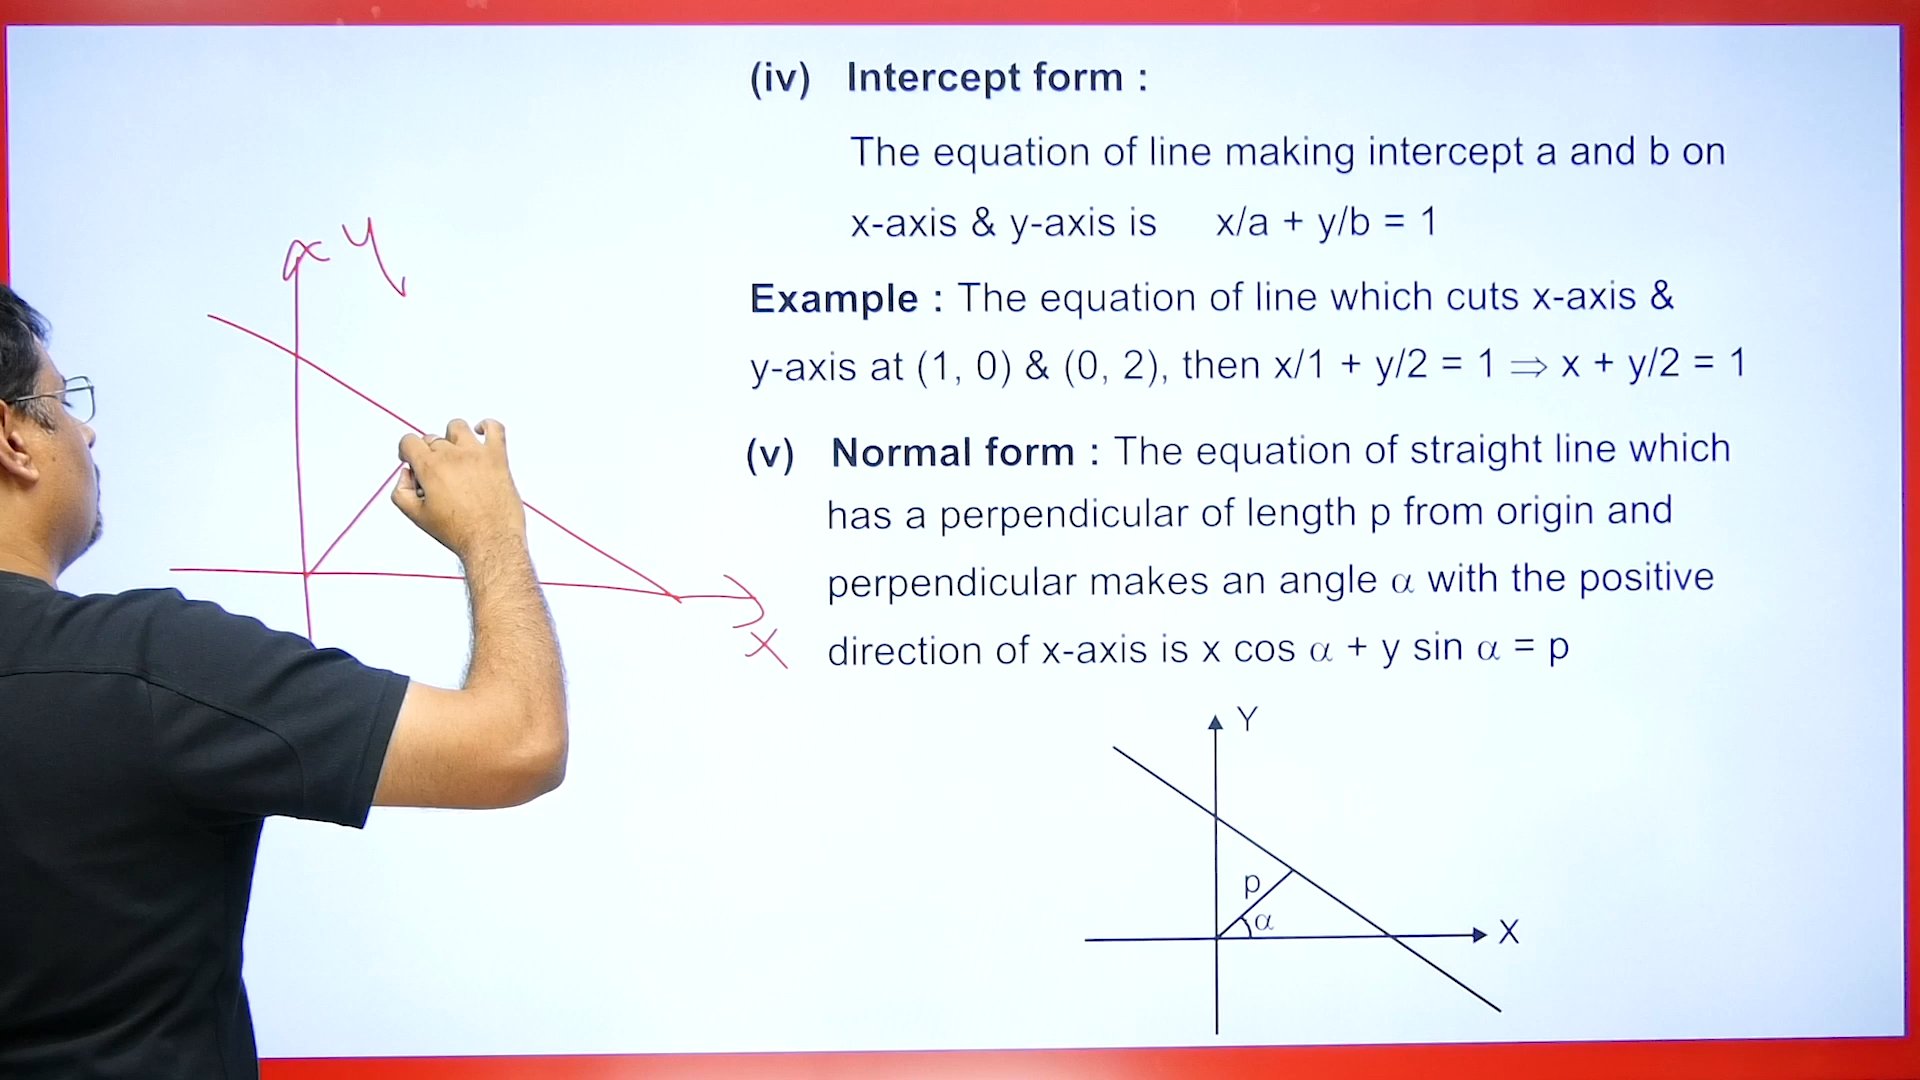 (iv) Intercept form :
The equation of line making intercept a and b on
x-axis & y-axis is x/a + y/b = 1
Example : The equation of line which cuts x-axis &
y-axis at (1, 0) & (0, 2), then x/1 + y/2 = 1 ⇒ x + y/2 = 1
(v) Normal form : The equation of straight line which
has a perpendicular of length p from origin and
perpendicular makes an angle α with the positive
direction of x-axis is x cos α + y sin α = p
Y
p
α
X
y
x